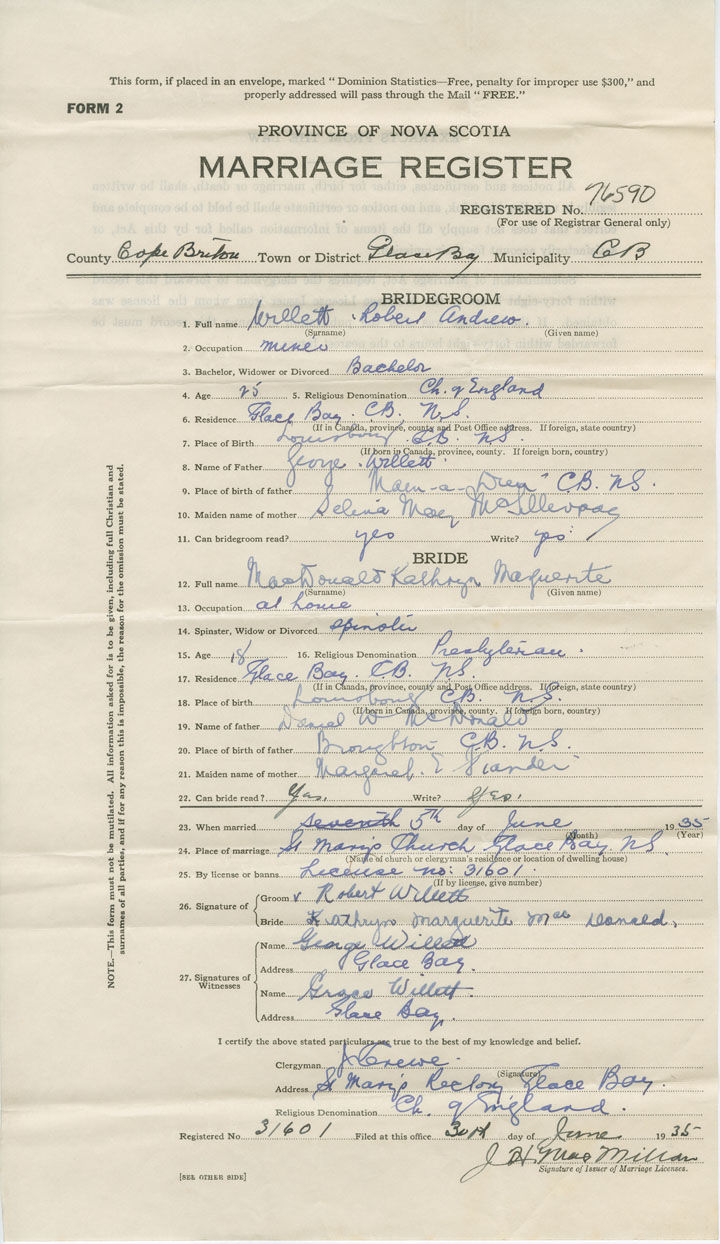 This form, if placed in an envelope, marked " Dominion Statistics—Free, penalty for improper use $300," and
properly addressed will pass through the Mail " FREE."
FORM 2
PROVINCE OF NOVA SCOTIA
MARRIAGE REGISTER
REGISTERED No. 76590
(For use of Registrar General only)
County Cape Briton Town or District Glace Bay Municipality CB
BRIDEGROOM
1. Full name Willett Robert Andrew.
(Surname) (Given name)
2. Occupation miner
3. Bachelor, Widower or Divorced Bachelor
4. Age 25 5. Religious Denomination Ch. of England
6. Residence Glace Bay. C.B. N.S.
(If in Canada, province, county and Post Office address. If foreign, state country)
7. Place of Birth Louisbourg C.B. N.S.
(If born in Canada, province, county. If foreign born, country)
8. Name of Father George Willett
9. Place of birth of father Main-a-Dieu C.B. N.S.
10. Maiden name of mother Selina May
11. Can bridegroom read? yes Write? yes
BRIDE
12. Full name MacDonald Kathryn Marguerite
(Surname) (Given name)
13. Occupation at home
14. Spinster, Widow or Divorced spinster
15. Age 18 16. Religious Denomination Presbyterian.
17. Residence Glace Bay. C.B. N.S.
(If in Canada, province, county and Post Office address. If foreign, state country)
18. Place of birth Louisbourg C.B. N.S.
(If born in Canada, province, county. If foreign born, country)
19. Name of father Daniel W McDonald
20. Place of birth of father Broughton C.B. N.S.
21. Maiden name of mother Margaret E
22. Can bride read? Yes. Write? Yes.
23. When married seventh 5th day of June 1935
(Month) (Year)
24. Place of marriage St Mary's Church Glace Bay NS
(Name of church or clergyman's residence or location of dwelling house)
25. By license or banns License no: 31601
(If by license, give number)
26. Signature of
Groom Robert Willett
Bride Kathryn Marguerite MacDonald.
27. Signatures of Witnesses
Name George Willett
Address Glace Bay.
Name Grace Willett.
Address Glace Bay.
I certify the above stated particulars are true to the best of my knowledge and belief.
Clergyman J Crewe.
(Signature)
Address St Mary's Rectory Glace Bay.
Religious Denomination Ch. of England.
Registered No. 31601 Filed at this office day of June 1935
J H MacMillan
Signature of Issuer of Marriage Licenses.
[SEE OTHER SIDE]
NOTE.—This form must not be mutilated. All information asked for is to be given, including full Christian and
surnames of all parties, and if for any reason this is impossible, the reason for the omission must be stated.